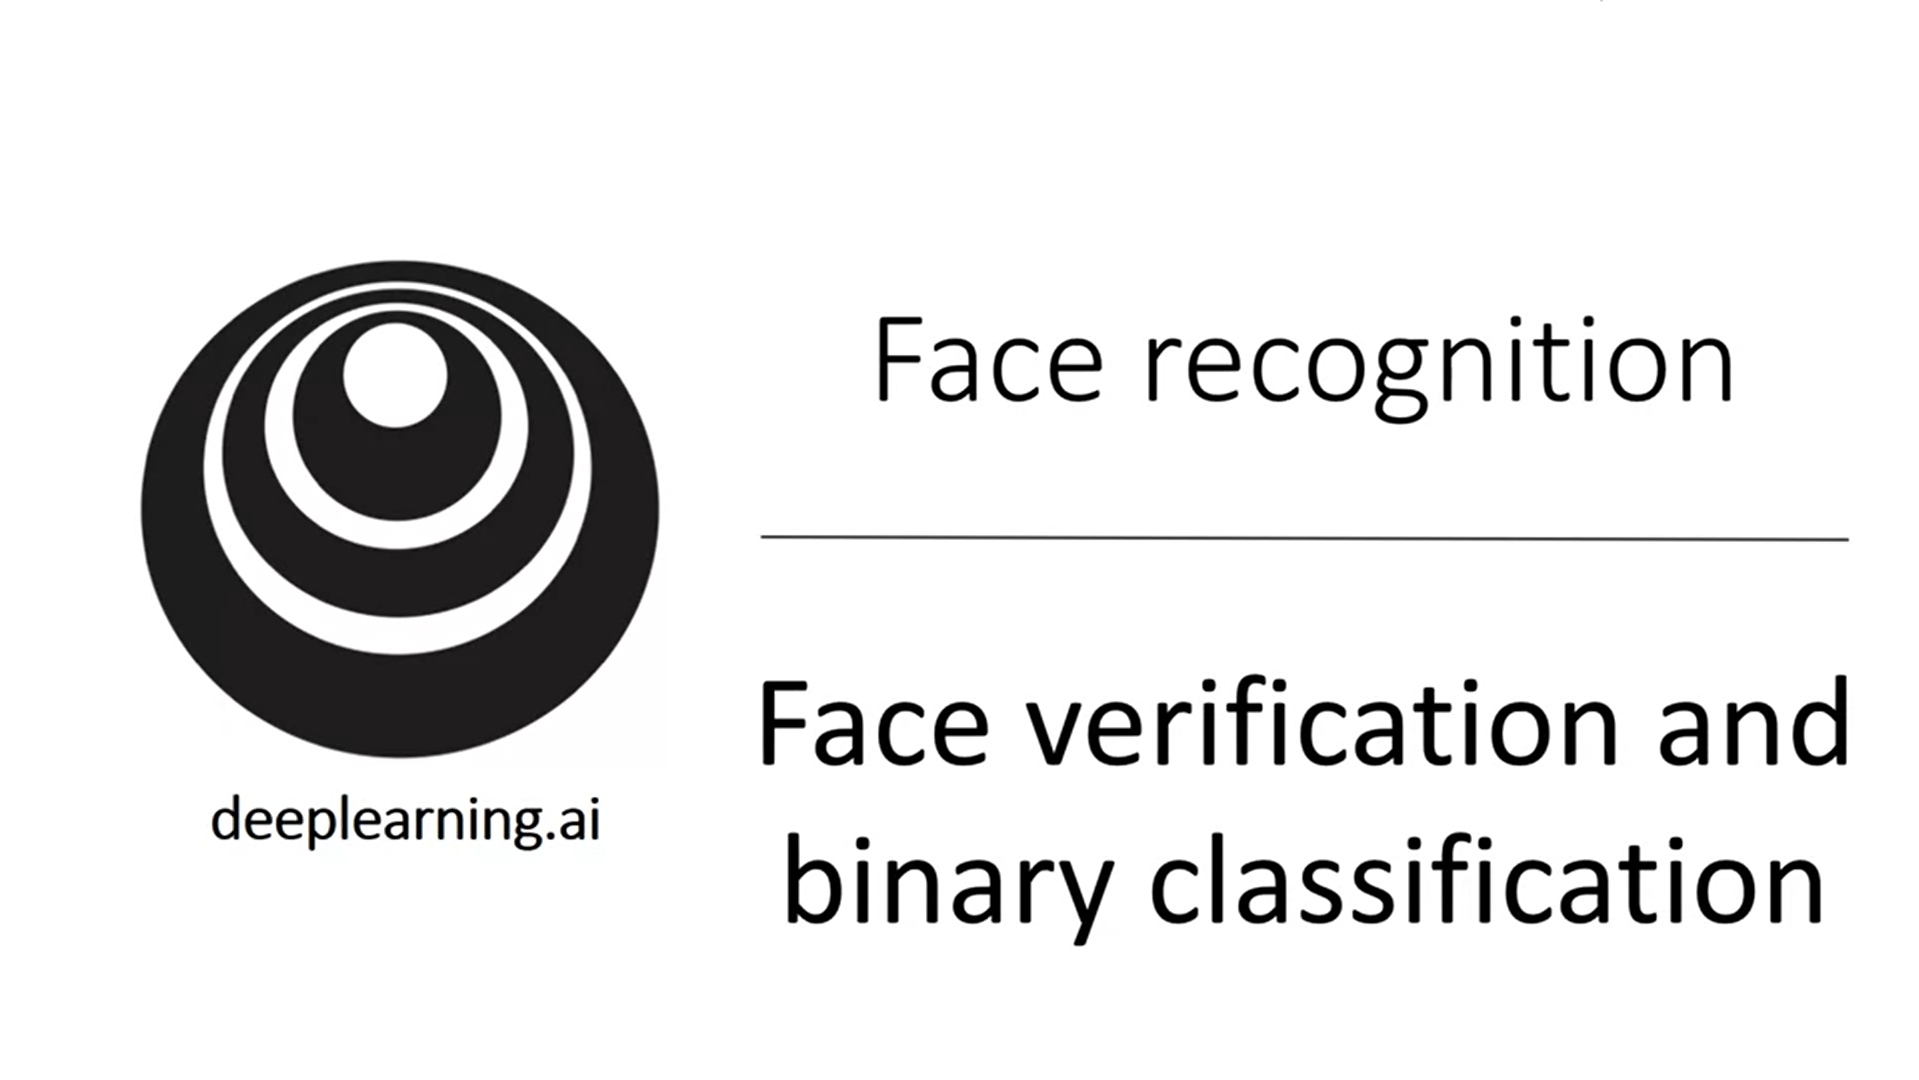 Face recognition
Face verification and
binary classification
deeplearning.ai